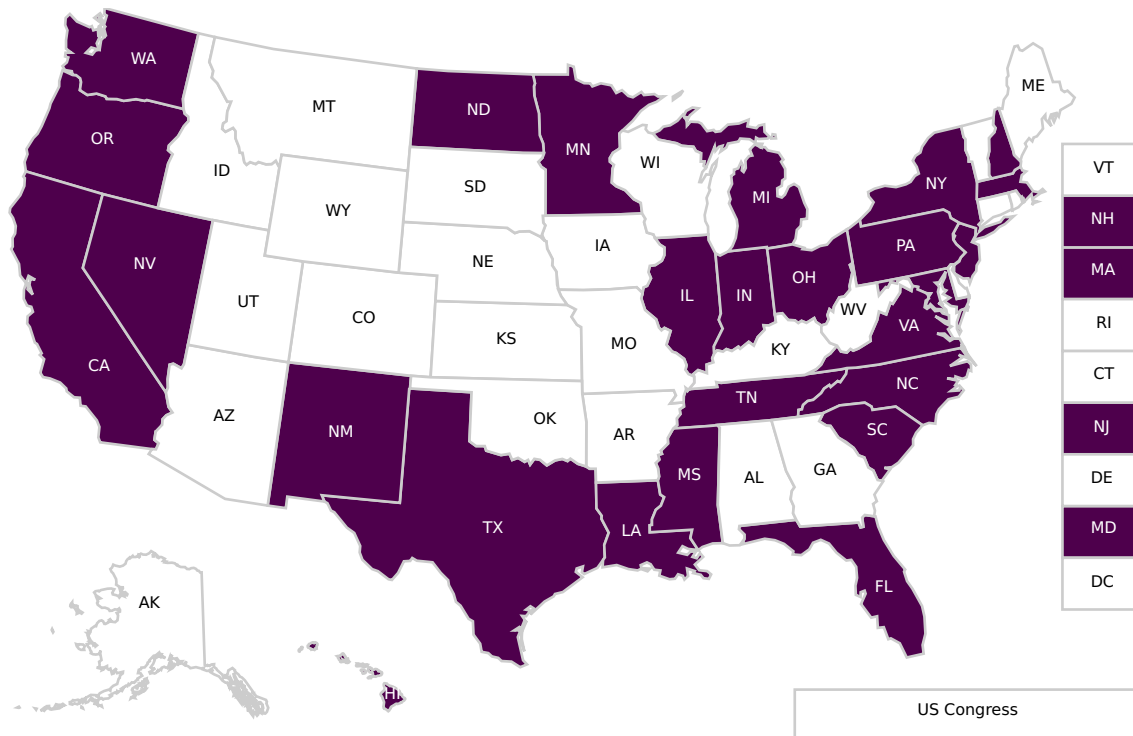 WA
MT
ND
MN
ME
OR
ID
SD
WI
MI
NY
VT
WY
NH
NV
UT
NE
IA
PA
MA
CO
KS
MO
IL
IN
OH
WV
VA
RI
CA
KY
CT
AZ
NM
OK
AR
TN
NC
SC
NJ
MS
AL
GA
DE
TX
LA
MD
AK
FL
DC
HI
US Congress